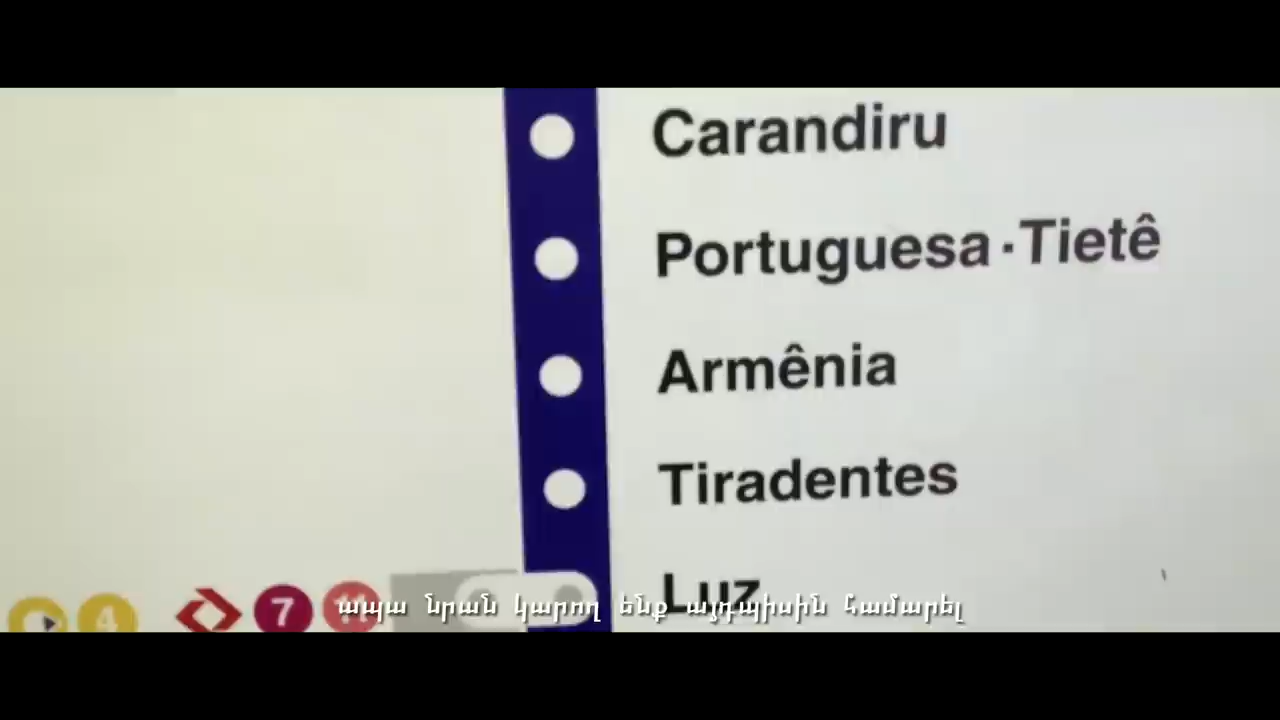 Carandiru
Portuguesa·Tietê
Armênia
Tiradentes
Luz
4 7 11
ապա նրան կարող ենք այդպիսին համարել